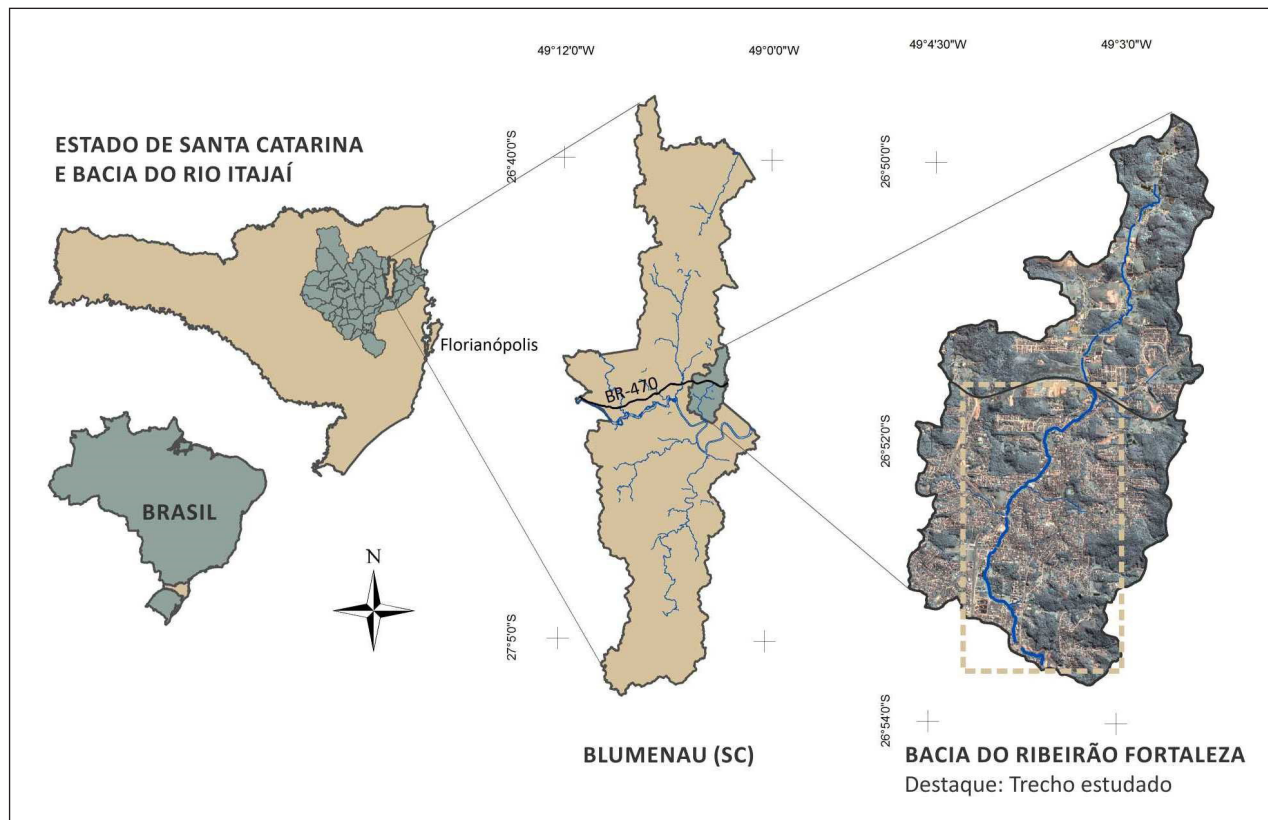 ESTADO DE SANTA CATARINA
E BACIA DO RIO ITAJAÍ
Florianópolis
BRASIL
N
49°12'0"W
49°0'0"W
26°40'0"S
27°5'0"S
BR-470
BLUMENAU (SC)
49°4'30"W
49°3'0"W
26°50'0"S
26°52'0"S
26°54'0"S
BACIA DO RIBEIRÃO FORTALEZA
Destaque: Trecho estudado